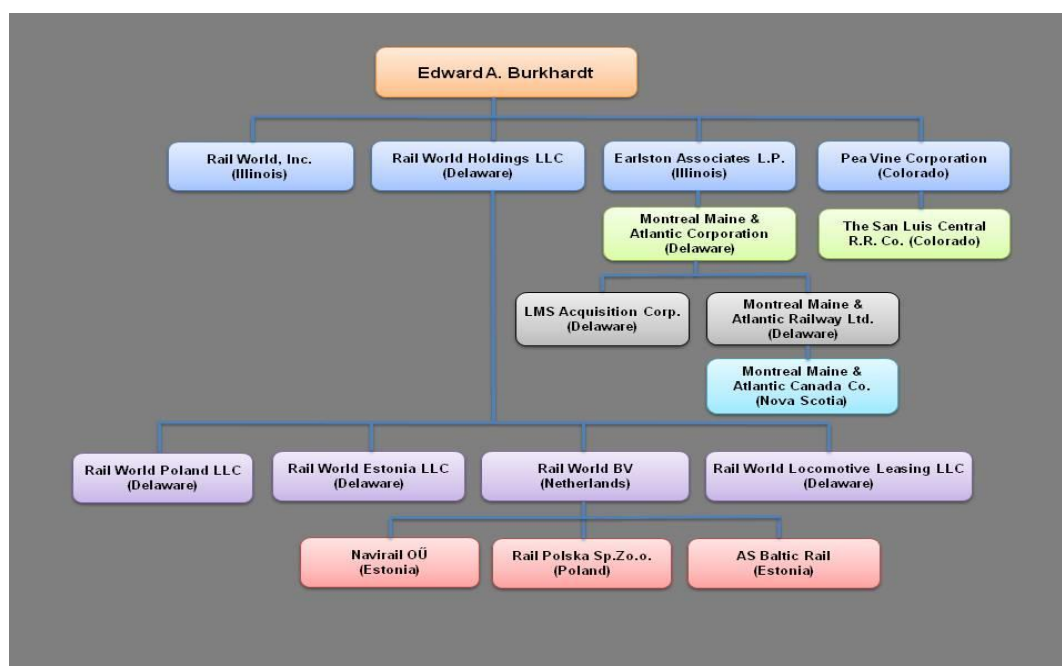 Edward A. Burkhardt
Rail World, Inc.
(Illinois)
Rail World Holdings LLC
(Delaware)
Earlston Associates L.P.
(Illinois)
Pea Vine Corporation
(Colorado)
Montreal Maine &
Atlantic Corporation
(Delaware)
The San Luis Central
R.R. Co. (Colorado)
LMS Acquisition Corp.
(Delaware)
Montreal Maine &
Atlantic Railway Ltd.
(Delaware)
Montreal Maine &
Atlantic Canada Co.
(Nova Scotia)
Rail World Poland LLC
(Delaware)
Rail World Estonia LLC
(Delaware)
Rail World BV
(Netherlands)
Rail World Locomotive Leasing LLC
(Delaware)
Navirail OÜ
(Estonia)
Rail Polska Sp.Zo.o.
(Poland)
AS Baltic Rail
(Estonia)